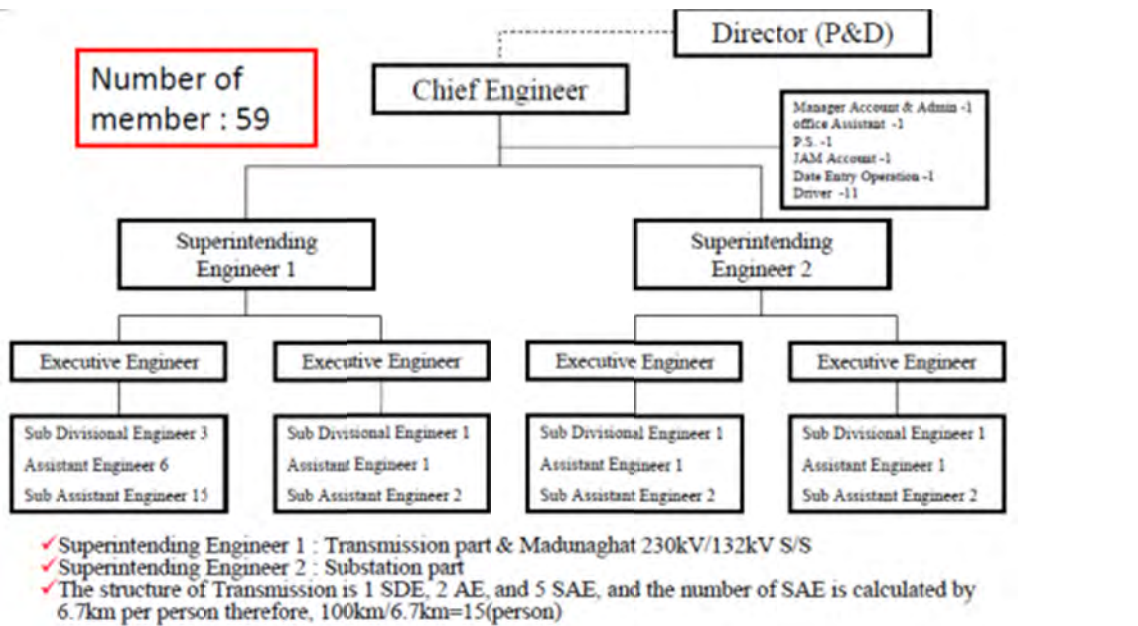 Director (P&D)
Number of
member : 59
Chief Engineer
Manager Account & Admin -1
office Assistant -1
P.S. -1
JAM Account -1
Date Entry Operation -1
Driver -11
Superintending
Engineer 1
Superintending
Engineer 2
Executive Engineer
Executive Engineer
Executive Engineer
Executive Engineer
Sub Divisional Engineer 3
Assistant Engineer 6
Sub Assistant Engineer 15
Sub Divisional Engineer 1
Assistant Engineer 1
Sub Assistant Engineer 2
Sub Divisional Engineer 1
Assistant Engineer 1
Sub Assistant Engineer 2
Sub Divisional Engineer 1
Assistant Engineer 1
Sub Assistant Engineer 2
✓Superintending Engineer 1 : Transmission part & Madunaghat 230kV/132kV S/S
✓Superintending Engineer 2 : Substation part
✓The structure of Transmission is 1 SDE, 2 AE, and 5 SAE, and the number of SAE is calculated by
6.7km per person therefore, 100km/6.7km=15(person)